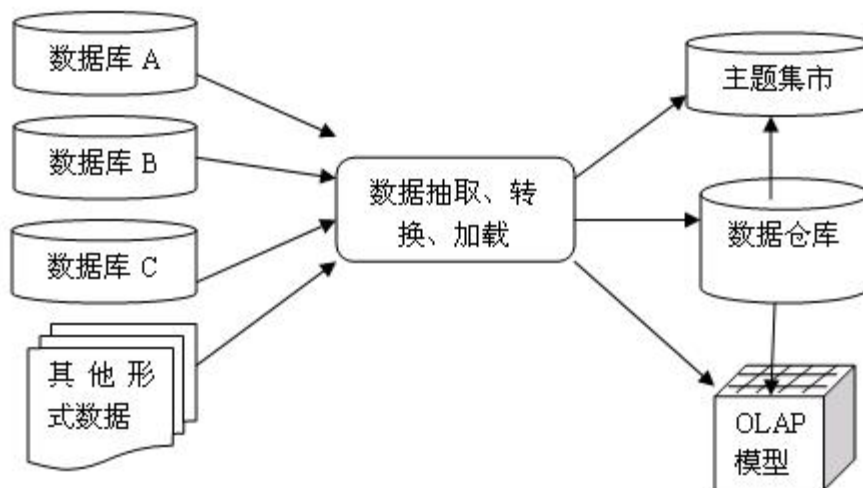 数据库 A
数据库 B
数据库 C
其他形
式数据
数据抽取、转
换、加载
主题集市
数据仓库
OLAP
模型